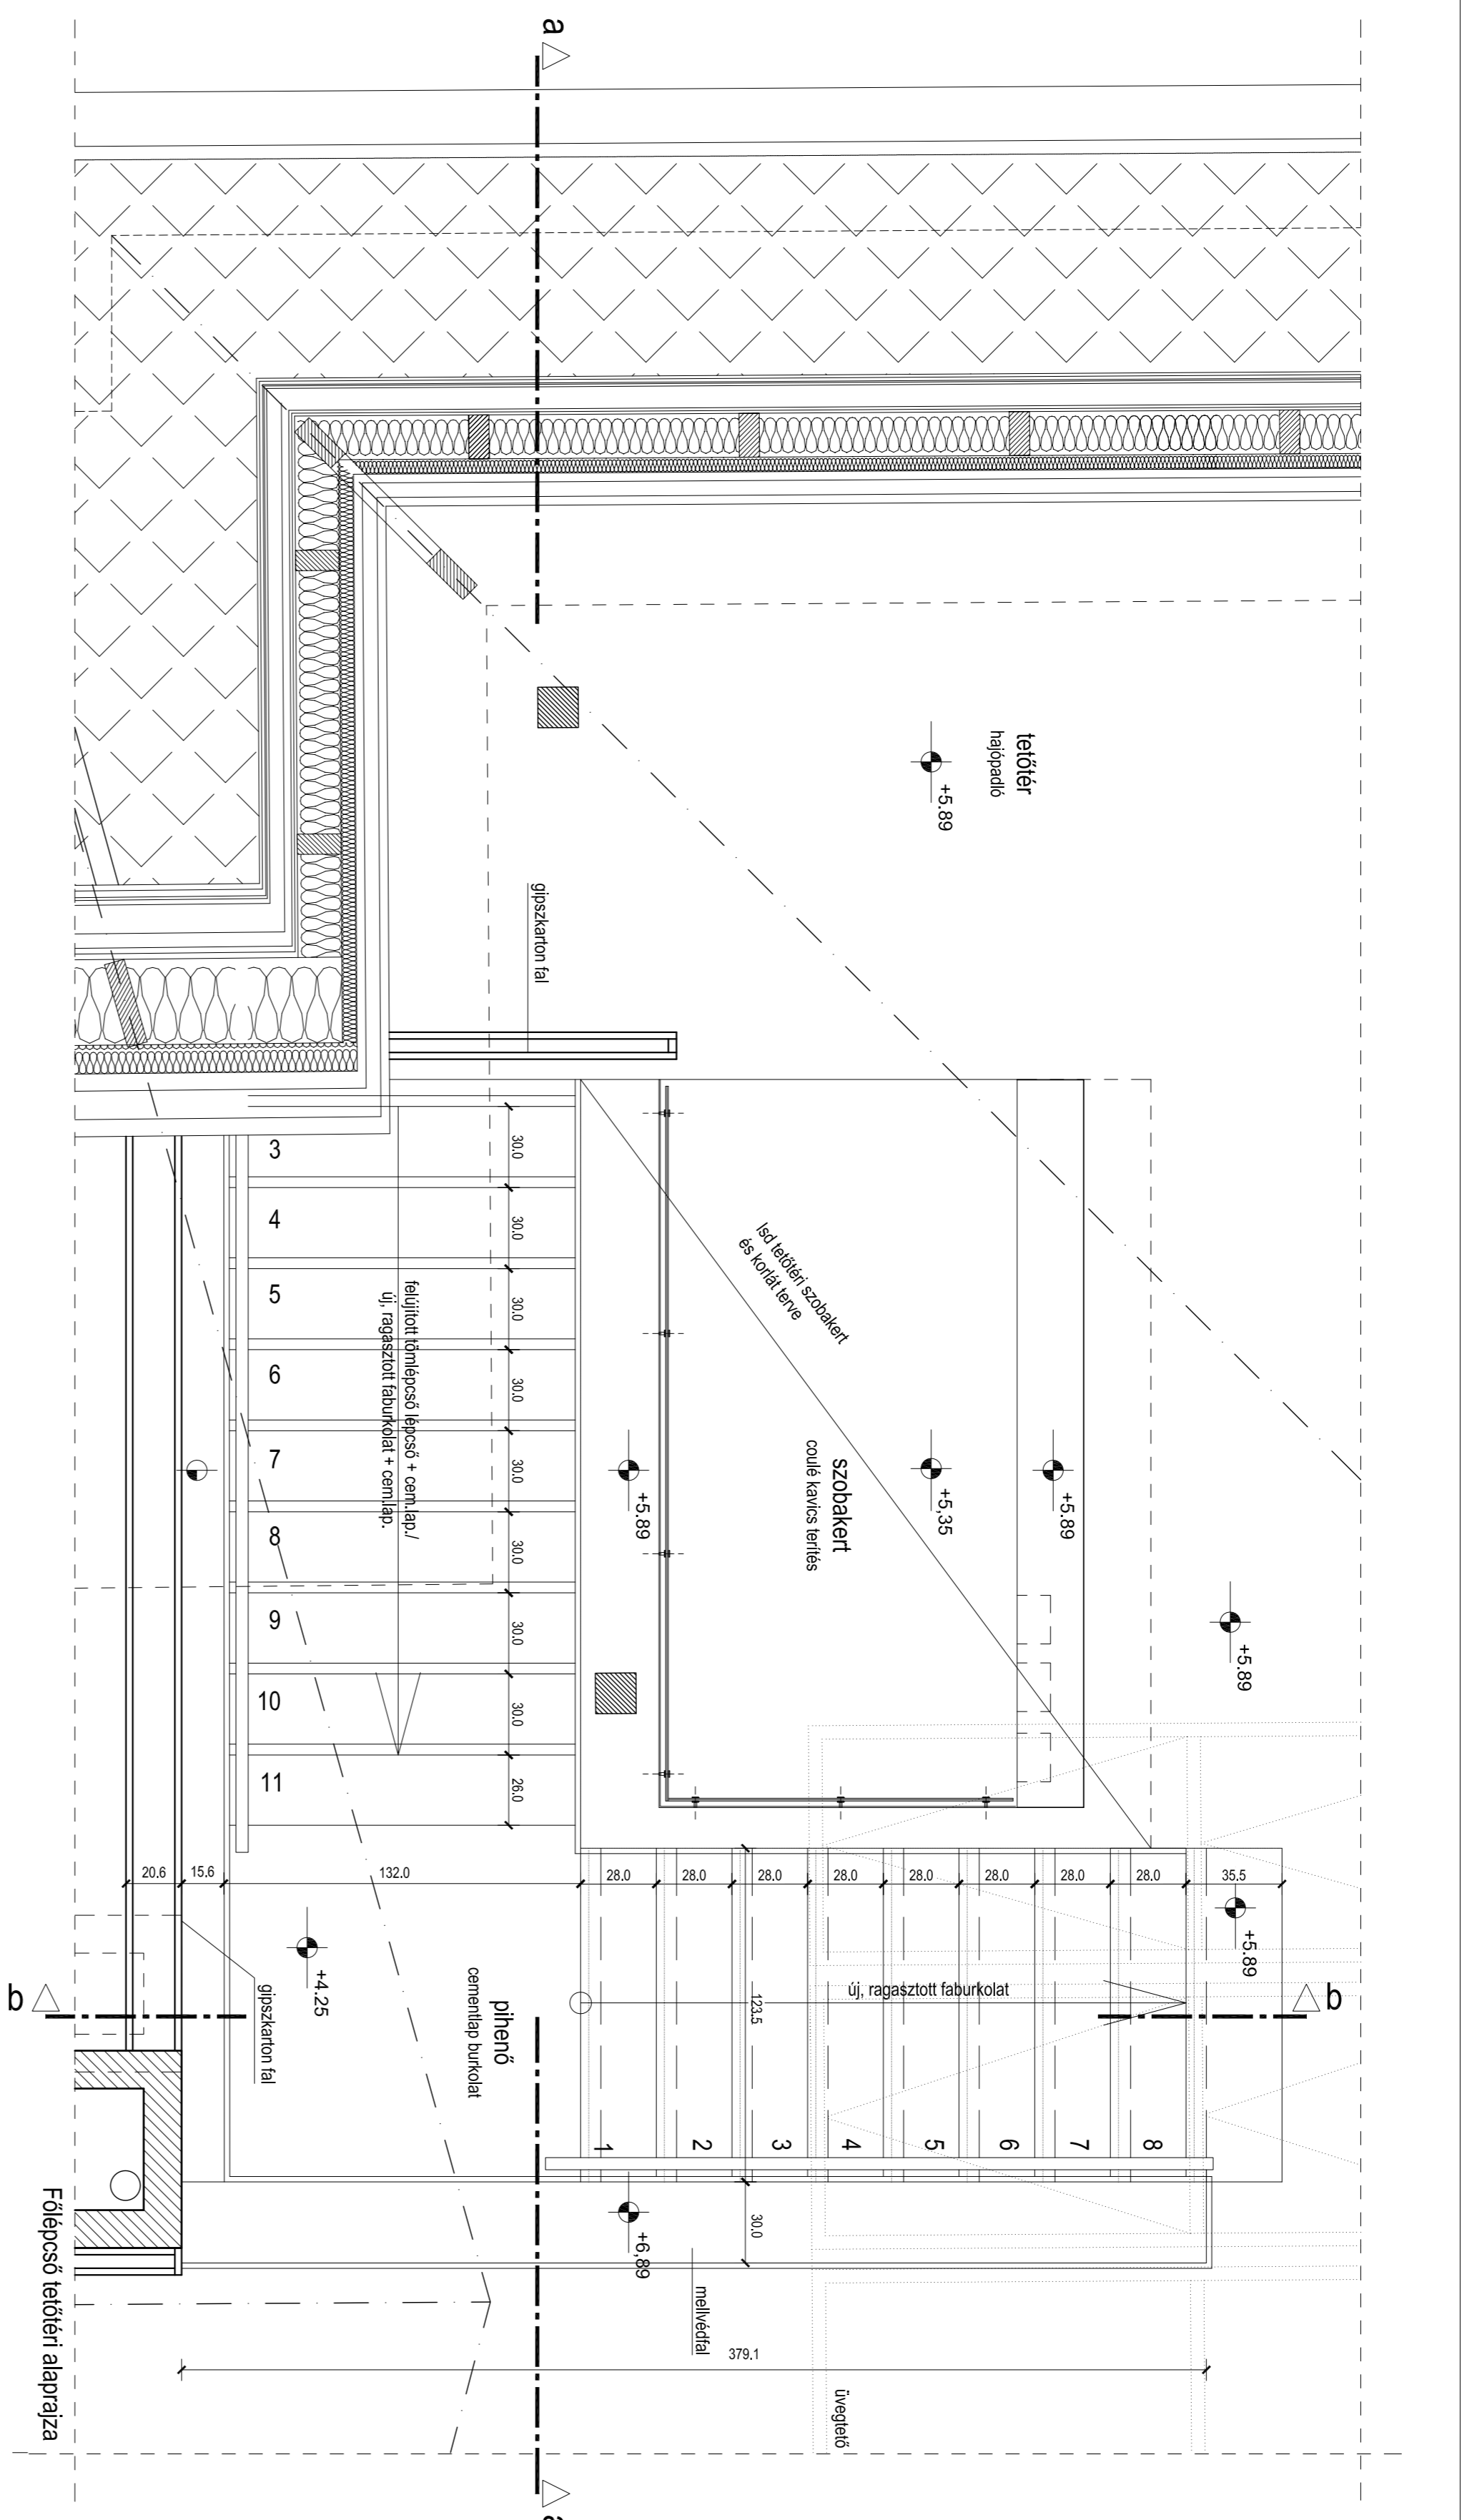 a
tetőtér
hajópadló
+5.89
gipszkarton fal
lsd tetőtéri szobakert
és korlát terve
szobakert
coulé kavics terítés
+5,35
+5.89
+5.89
+5.89
30.0
30.0
30.0
30.0
30.0
30.0
30.0
30.0
26.0
3
4
5
6
7
8
9
10
11
felújított tömlépcső lépcső + cem.lap./
új, ragasztott faburkolat + cem.lap.
20.6
15.6
132.0
28.0
28.0
28.0
28.0
28.0
28.0
28.0
28.0
35.5
+5.89
+4.25
b
gipszkarton fal
pihenő
cementlap burkolat
123.5
új, ragasztott faburkolat
b
1
2
3
4
5
6
7
8
+6,89
30.0
mellvédfal
379.1
üvegtető
Főlépcső tetőtéri alaprajza